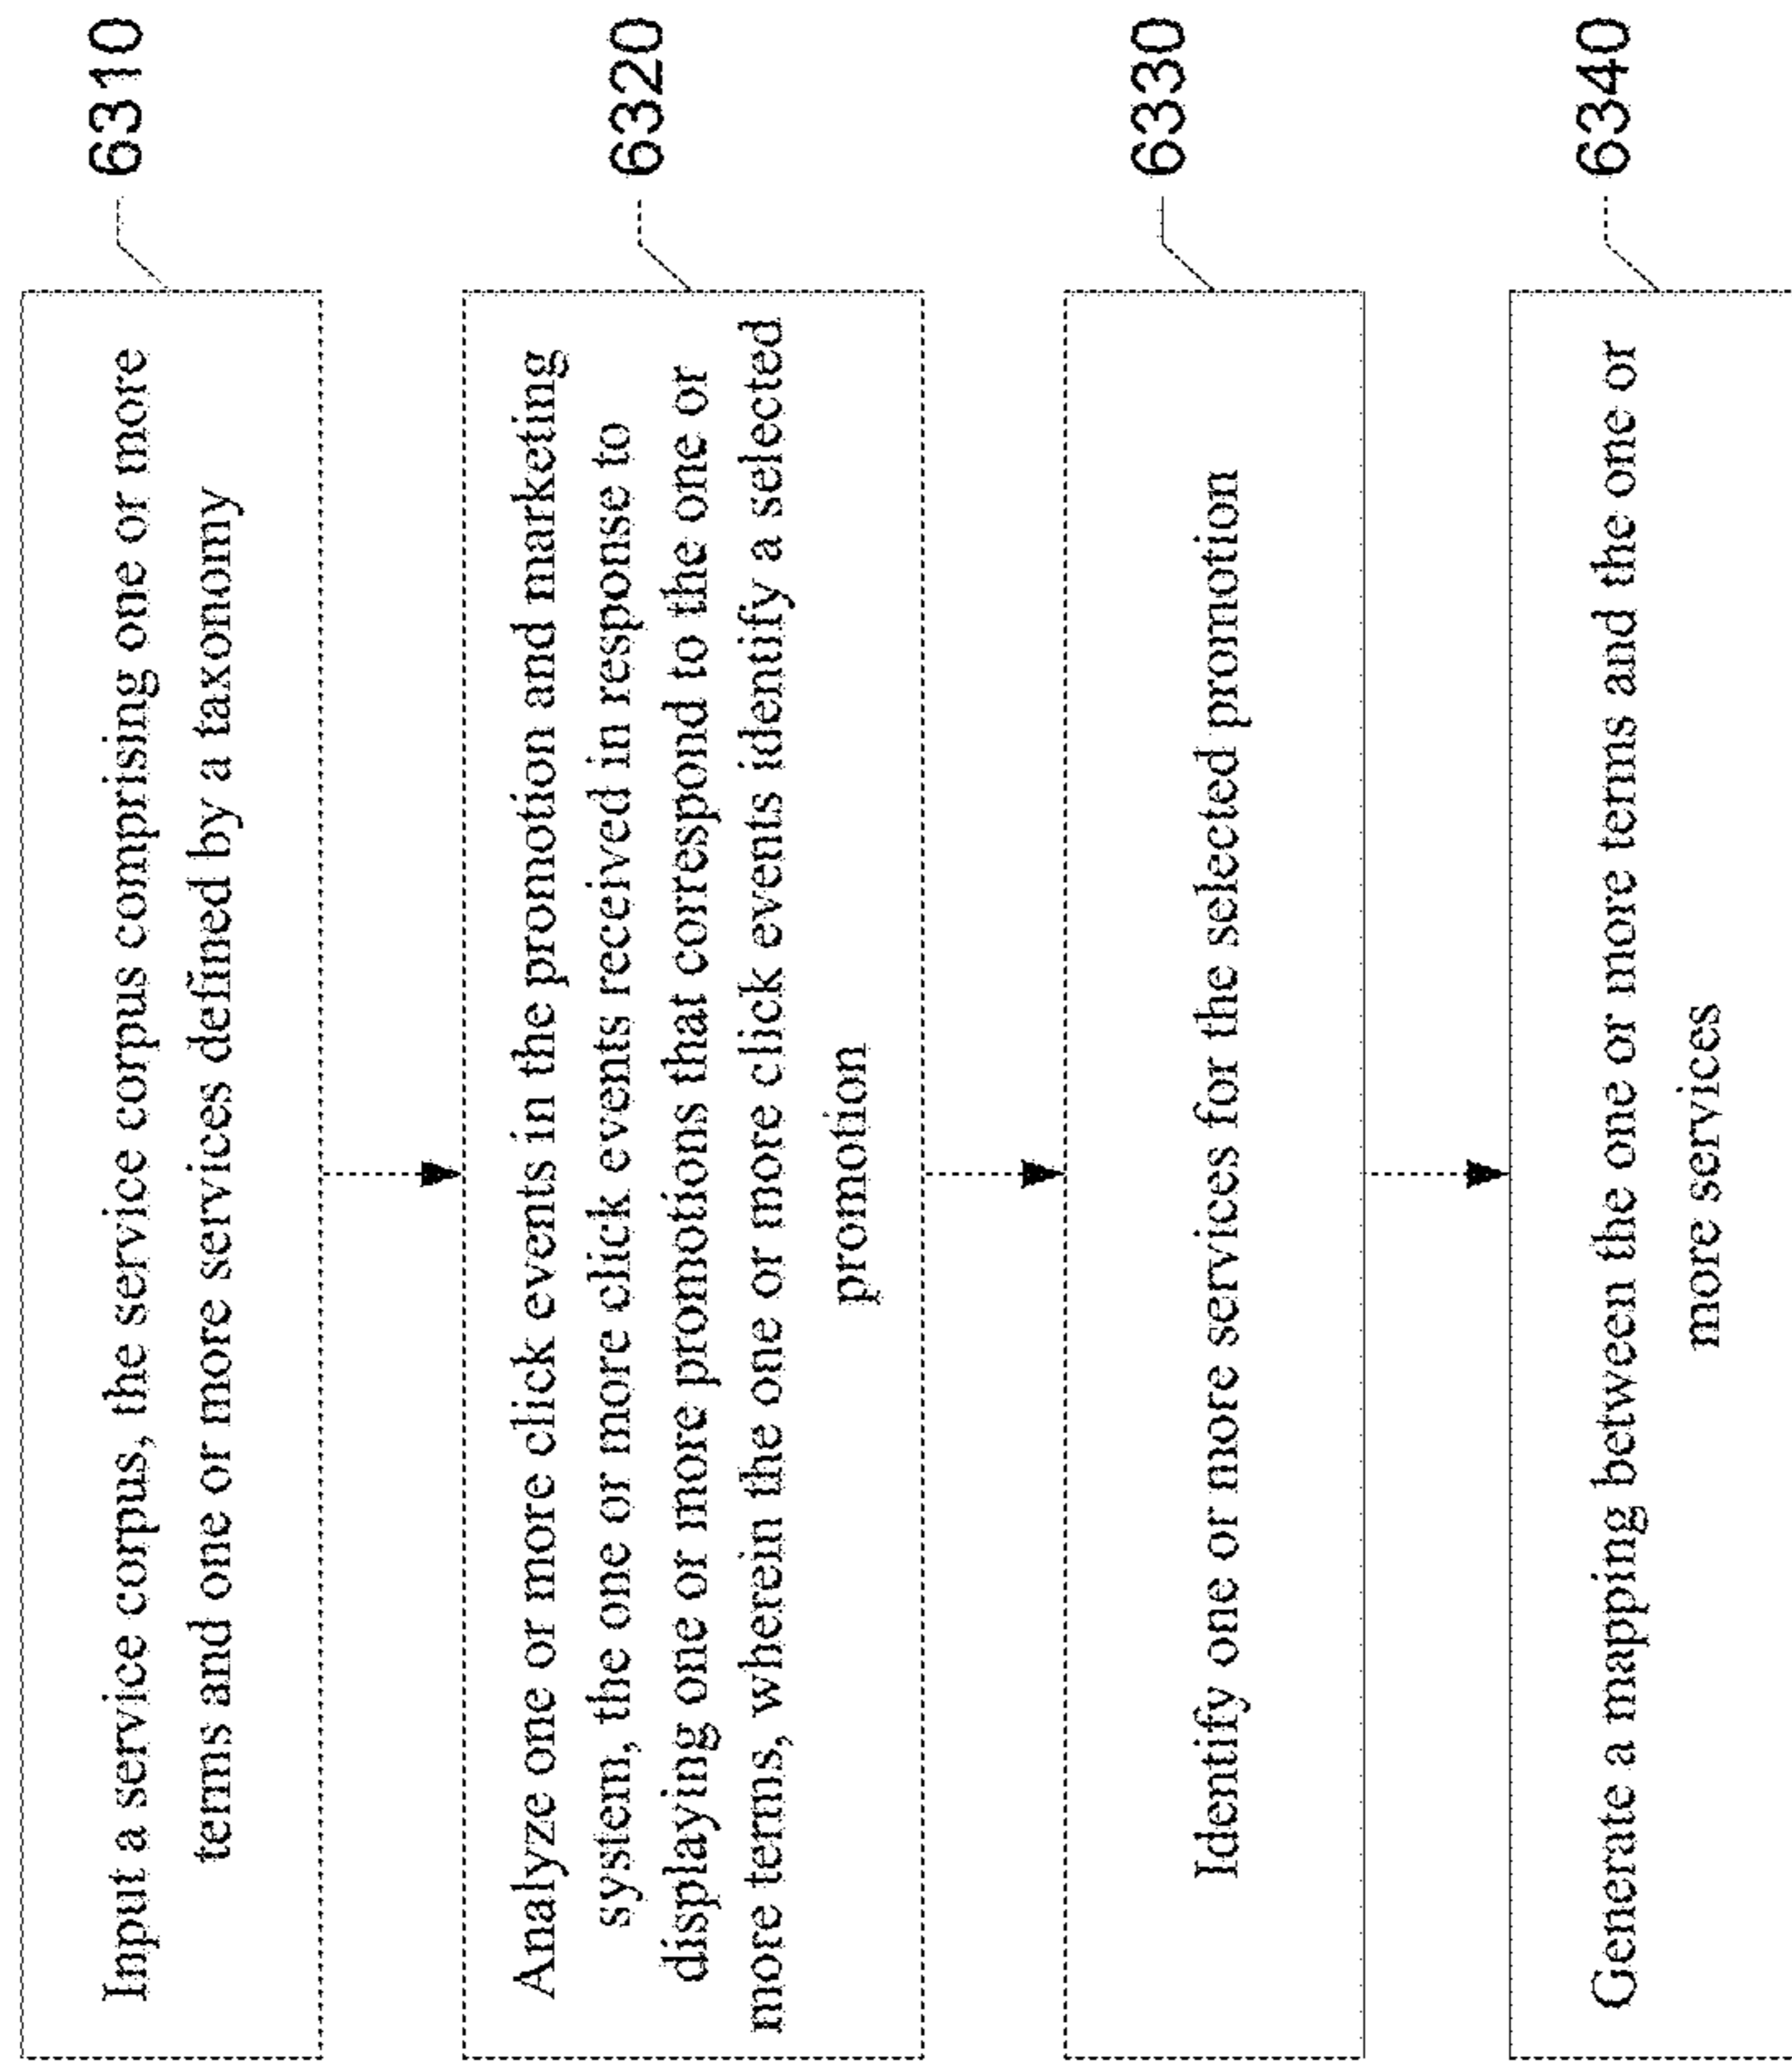 Input a service corpus, the service corpus comprising one or more
terms and one or more services defined by a taxonomy
6310
Analyze one or more click events in the promotion and marketing
system, the one or more click events received in response to
displaying one or more promotions that correspond to the one or
more terms, wherein the one or more click events identify a selected
promotion
6320
Identify one or more services for the selected promotion
6330
Generate a mapping between the one or more terms and the one or
more services
6340